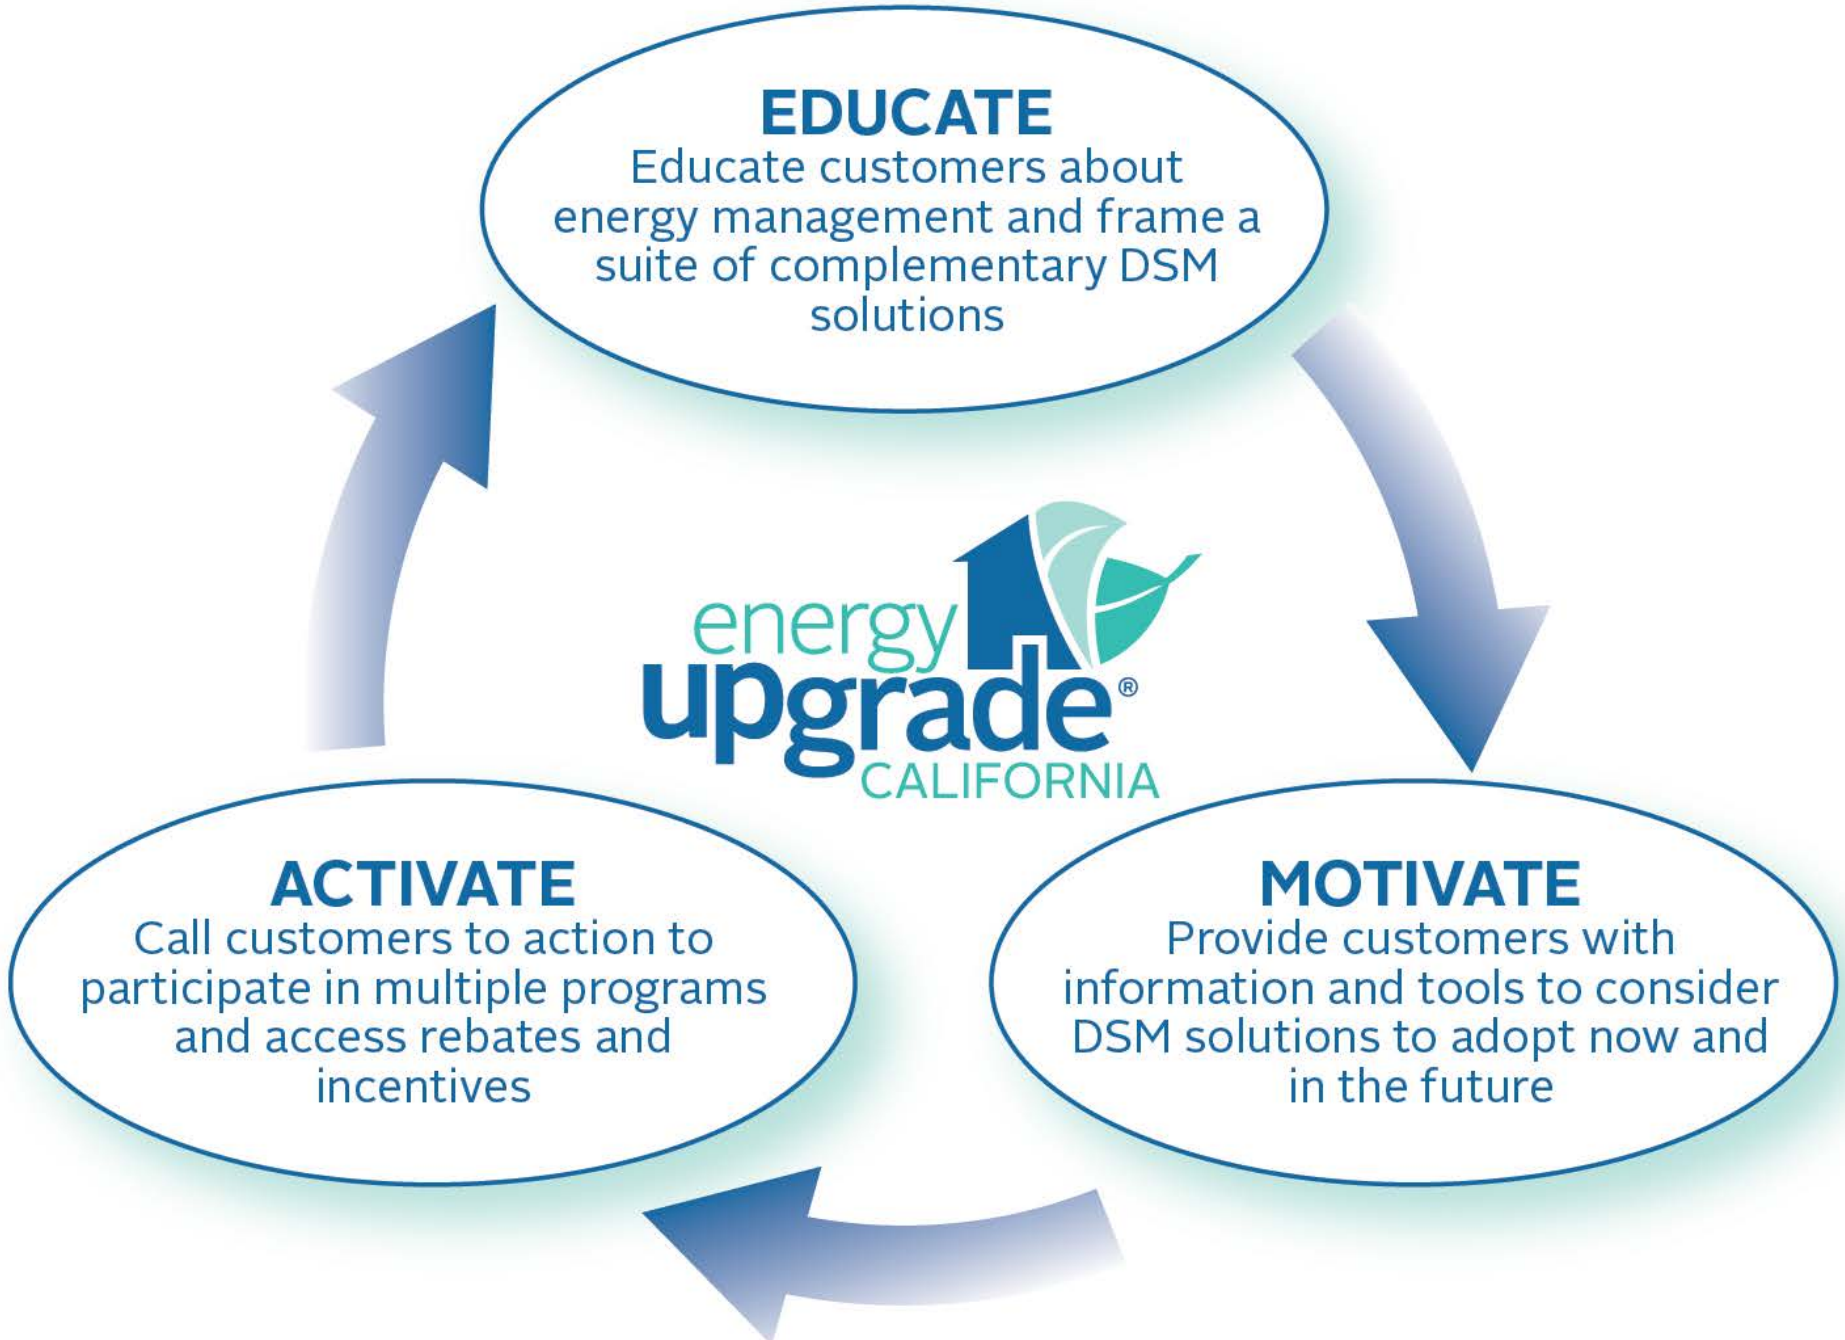 EDUCATE
Educate customers about
energy management and frame a
suite of complementary DSM
solutions
energy
upgrade®
CALIFORNIA
ACTIVATE
Call customers to action to
participate in multiple programs
and access rebates and
incentives
MOTIVATE
Provide customers with
information and tools to consider
DSM solutions to adopt now and
in the future